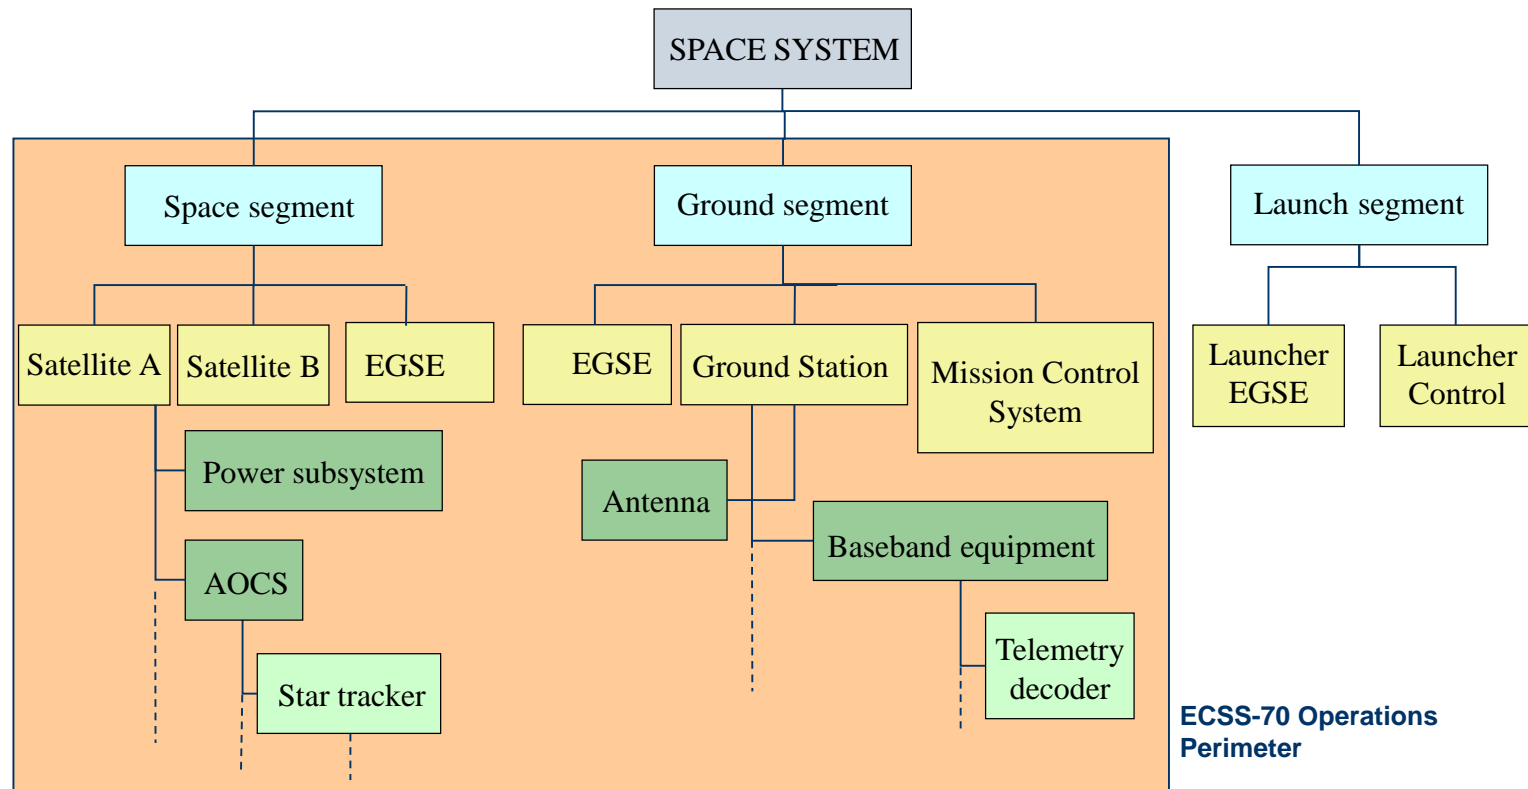 SPACE SYSTEM
Space segment
Ground segment
Launch segment
Satellite A
Satellite B
EGSE
EGSE
Ground Station
Mission Control
System
Launcher
EGSE
Launcher
Control
Power subsystem
Antenna
Baseband equipment
AOCS
Star tracker
Telemetry
decoder
ECSS-70 Operations
Perimeter